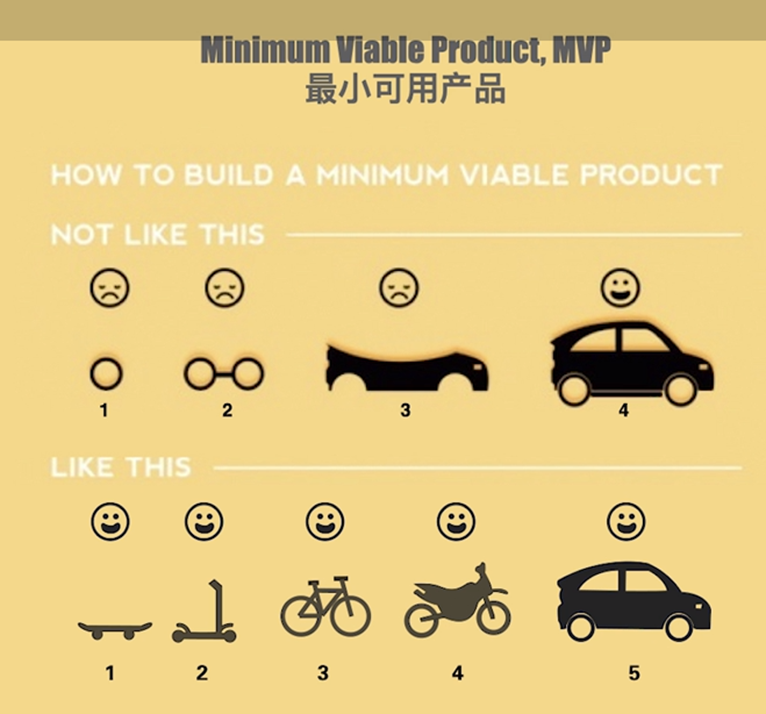 Minimum Viable Product, MVP
最小可用产品
HOW TO BUILD A MINIMUM VIABLE PRODUCT
NOT LIKE THIS
1 2 3 4
LIKE THIS
1 2 3 4 5